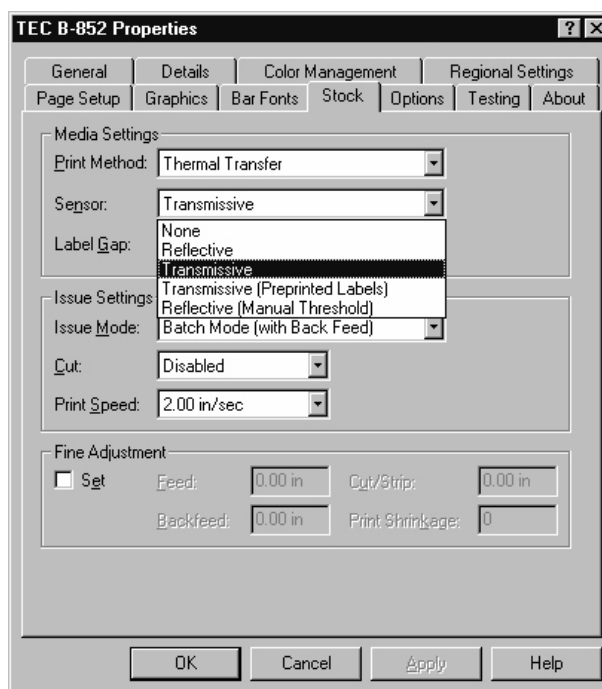 TEC B-852 Properties
General Details Color Management Regional Settings
Page Setup Graphics Bar Fonts Stock Options Testing About
Media Settings
Print Method: Thermal Transfer
Sensor: Transmissive
None
Label Gap: Reflective
Transmissive
Transmissive (Preprinted Labels)
Issue Settings Reflective (Manual Threshold)
Issue Mode: Batch Mode (with Back Feed)
Cut: Disabled
Print Speed: 2.00 in/sec
Fine Adjustment
Set Feed: 0.00 in Cut/Strip: 0.00 in
Backfeed: 0.00 in Print Shrinkage: 0
OK Cancel Apply Help